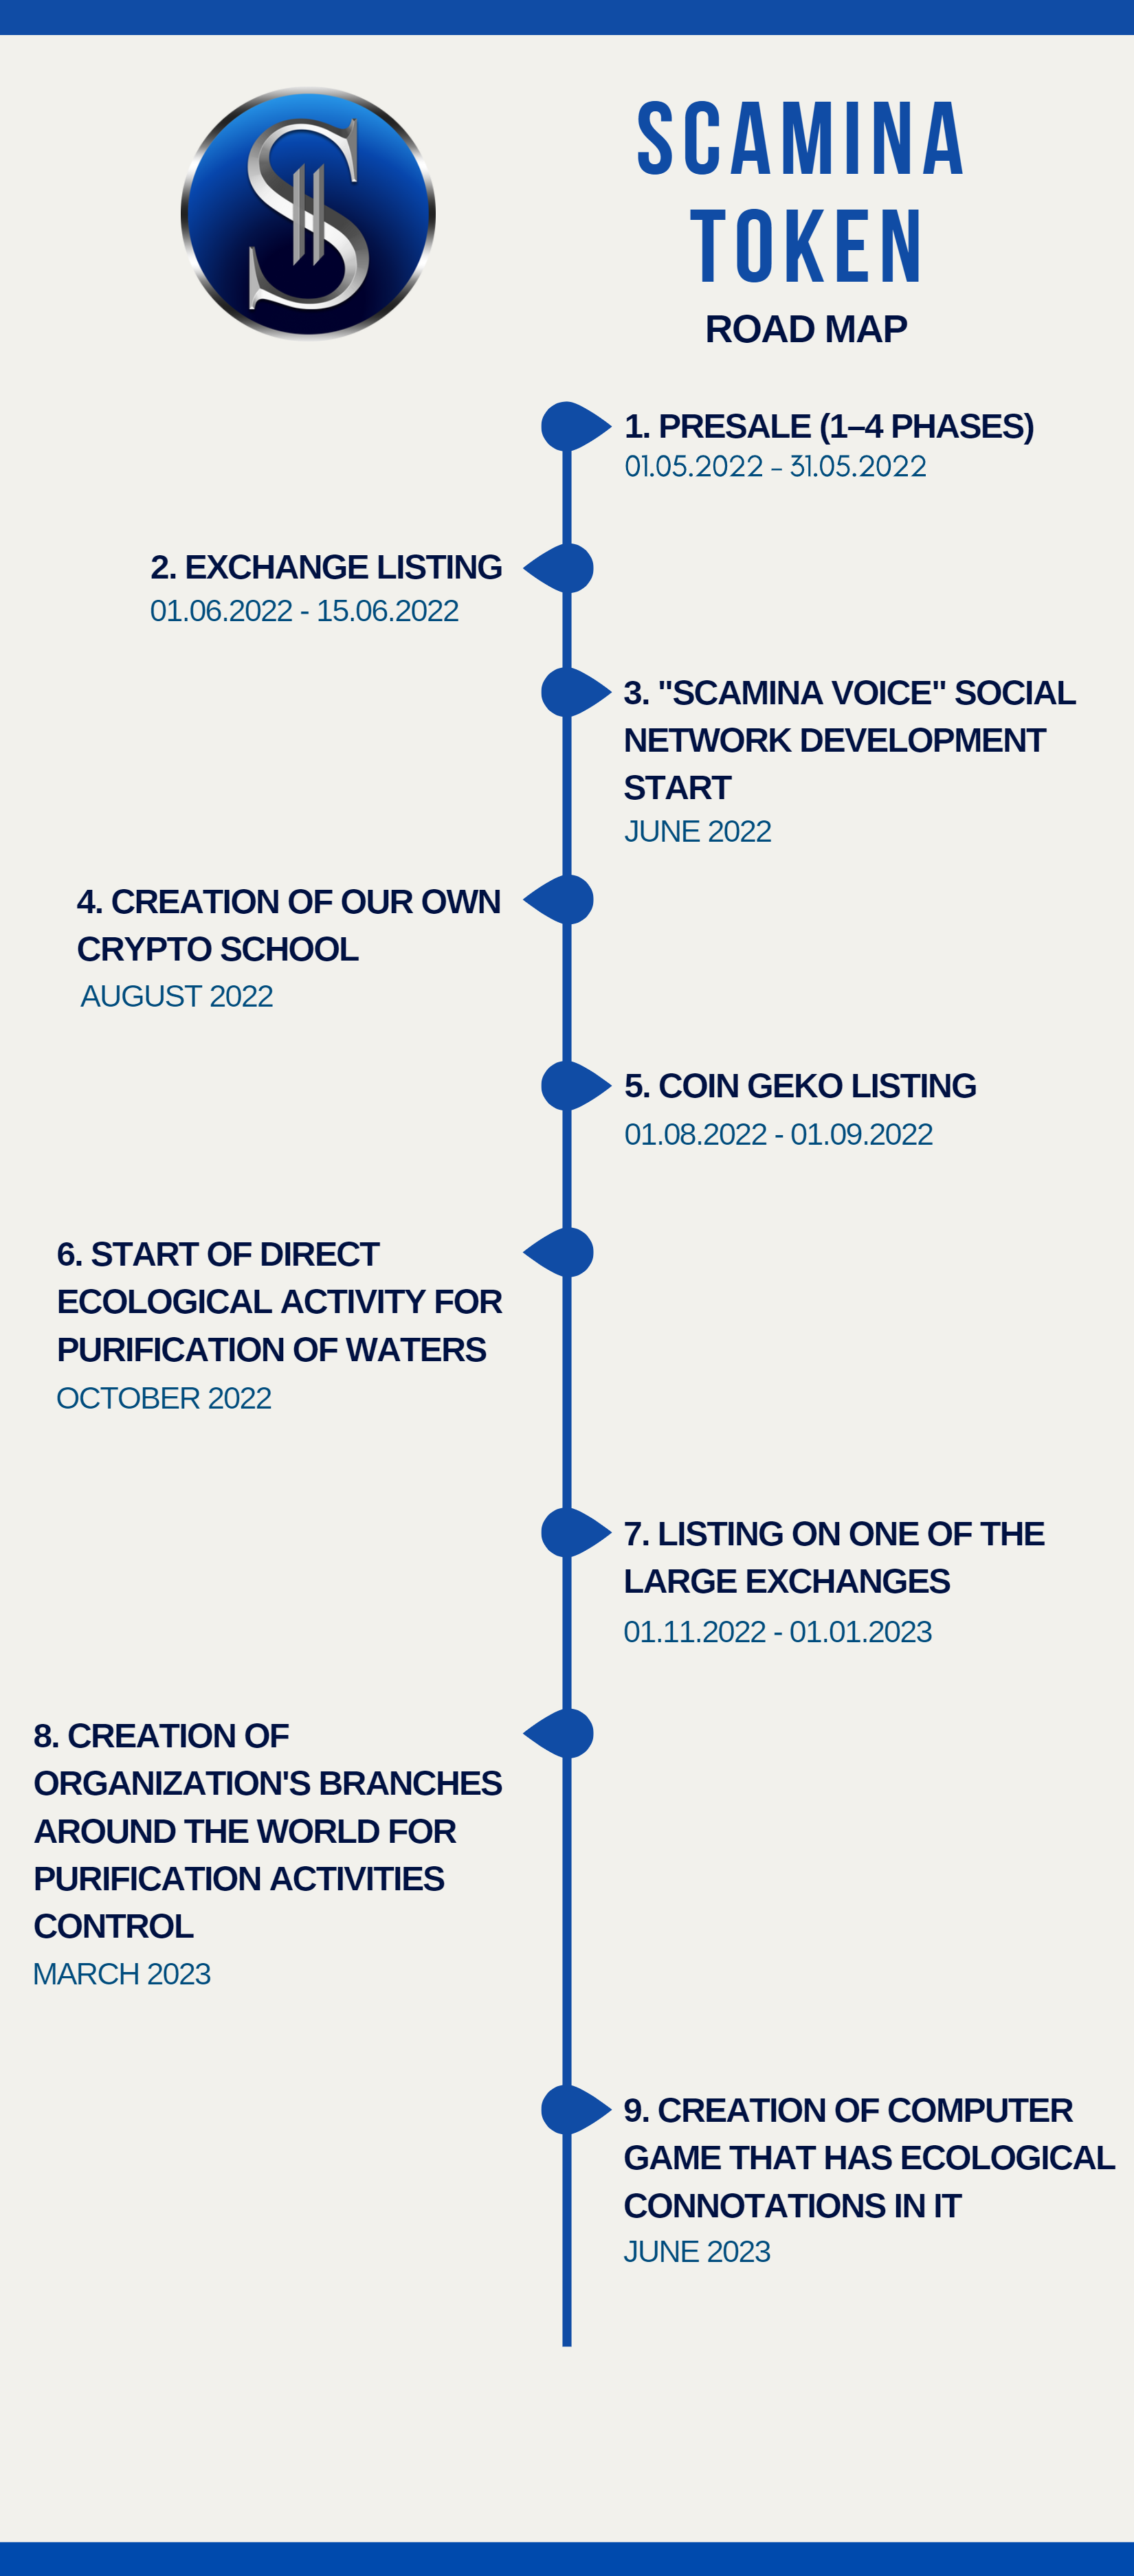 SCAMINA
TOKEN
ROAD MAP
1. PRESALE (1–4 PHASES)
01.05.2022 – 31.05.2022
2. EXCHANGE LISTING
01.06.2022 - 15.06.2022
3. "SCAMINA VOICE" SOCIAL
NETWORK DEVELOPMENT
START
JUNE 2022
4. CREATION OF OUR OWN
CRYPTO SCHOOL
AUGUST 2022
5. COIN GEKO LISTING
01.08.2022 - 01.09.2022
6. START OF DIRECT
ECOLOGICAL ACTIVITY FOR
PURIFICATION OF WATERS
OCTOBER 2022
7. LISTING ON ONE OF THE
LARGE EXCHANGES
01.11.2022 - 01.01.2023
8. CREATION OF
ORGANIZATION'S BRANCHES
AROUND THE WORLD FOR
PURIFICATION ACTIVITIES
CONTROL
MARCH 2023
9. CREATION OF COMPUTER
GAME THAT HAS ECOLOGICAL
CONNOTATIONS IN IT
JUNE 2023